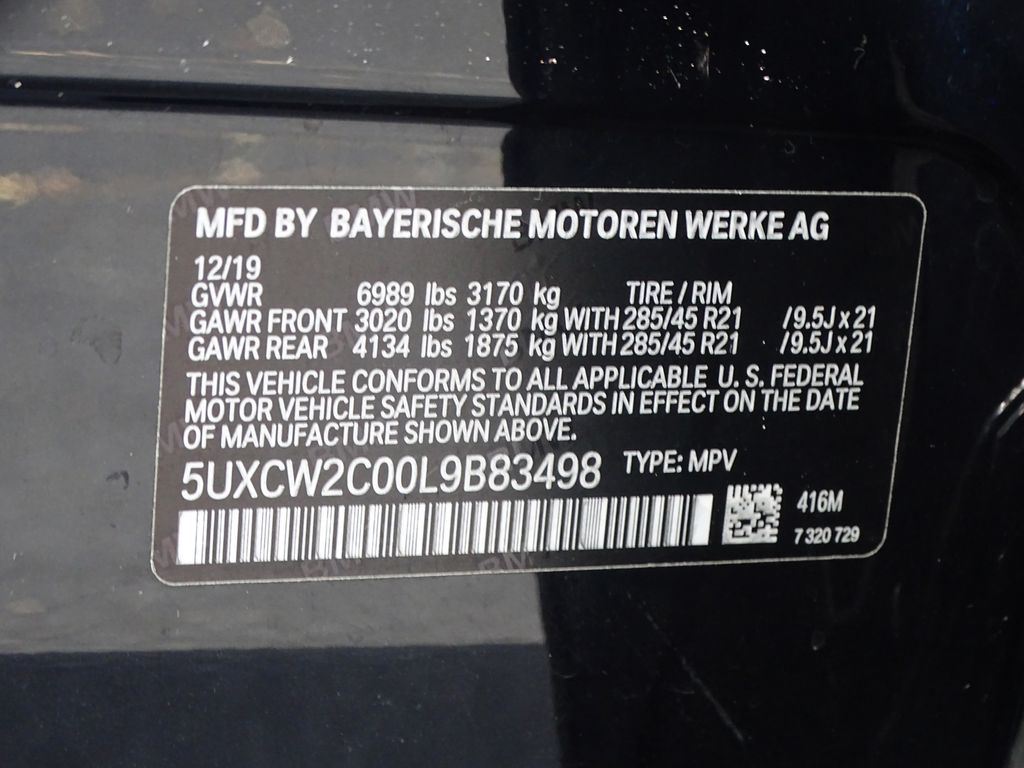 MFD BY BAYERISCHE MOTOREN WERKE AG
12/19
GVWR 6989 lbs 3170 kg TIRE / RIM
GAWR FRONT 3020 lbs 1370 kg WITH 285/45 R21 /9.5J x 21
GAWR REAR 4134 lbs 1875 kg WITH 285/45 R21 /9.5J x 21
THIS VEHICLE CONFORMS TO ALL APPLICABLE U. S. FEDERAL
MOTOR VEHICLE SAFETY STANDARDS IN EFFECT ON THE DATE
OF MANUFACTURE SHOWN ABOVE.
5UXCW2C00L9B83498 TYPE: MPV
416M
7 320 729